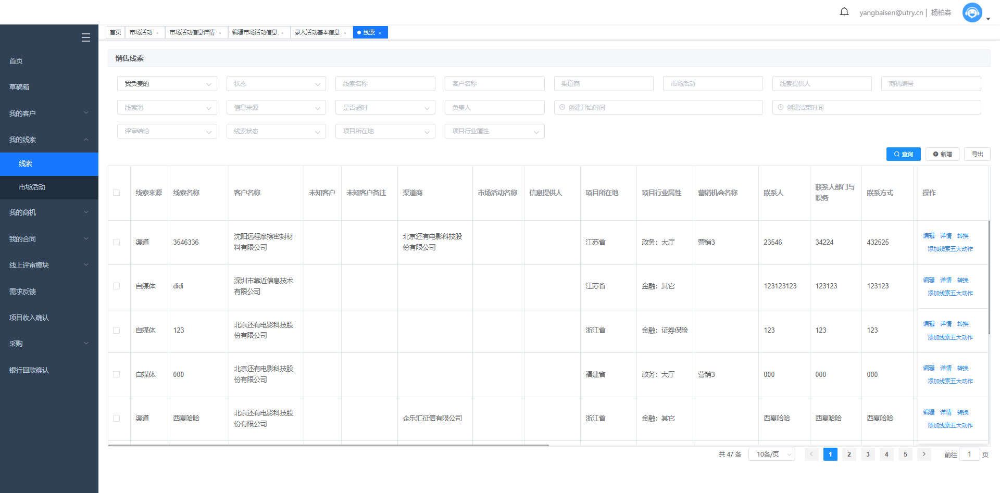 yangbaisen@utry.cn | 杨柏森
首页 市场活动 × 市场活动信息详情 × 编辑市场活动信息 × 录入活动基本信息 × 线索 ×
首页
草稿箱
我的客户
我的线索
线索
市场活动
我的商机
我的合同
线上评审模块
需求反馈
项目收入确认
采购
银行回款确认
销售线索
我负责的 状态 线索名称 客户名称 渠道商 市场活动 线索提供人 商机编号
线索池 信息来源 是否超时 负责人 创建开始时间 创建结束时间
评审结论 线索状态 项目所在地 项目行业属性
查询 新增 导出
线索来源 线索名称 客户名称 未知客户 未知客户备注 渠道商 市场活动名称 信息提供人 项目所在地 项目行业属性 营销机会名称 联系人 联系人部门与职务 联系方式 操作
渠道 3546336 沈阳远程摩擦密封材料有限公司 北京还有电影科技股份有限公司 江苏省 政务：大厅 营销3 23546 34224 432525 编辑 详情 转换
添加线索五大动作
自媒体 didi 深圳市靠近信息技术有限公司 江苏省 金融：其它 123123123 123123 123123 编辑 详情 转换
添加线索五大动作
自媒体 123 北京还有电影科技股份有限公司 浙江省 金融：证券保险 123 123 123 编辑 详情 转换
添加线索五大动作
自媒体 000 北京还有电影科技股份有限公司 福建省 政务：大厅 营销3 000 000 000 编辑 详情 转换
添加线索五大动作
渠道 西夏哈哈 北京还有电影科技股份有限公司 企乐汇征信有限公司 浙江省 金融：其它 西夏哈哈 西夏哈哈 西夏哈哈 编辑 详情 转换
添加线索五大动作
共 47 条 10条/页 1 2 3 4 5 前往 1 页